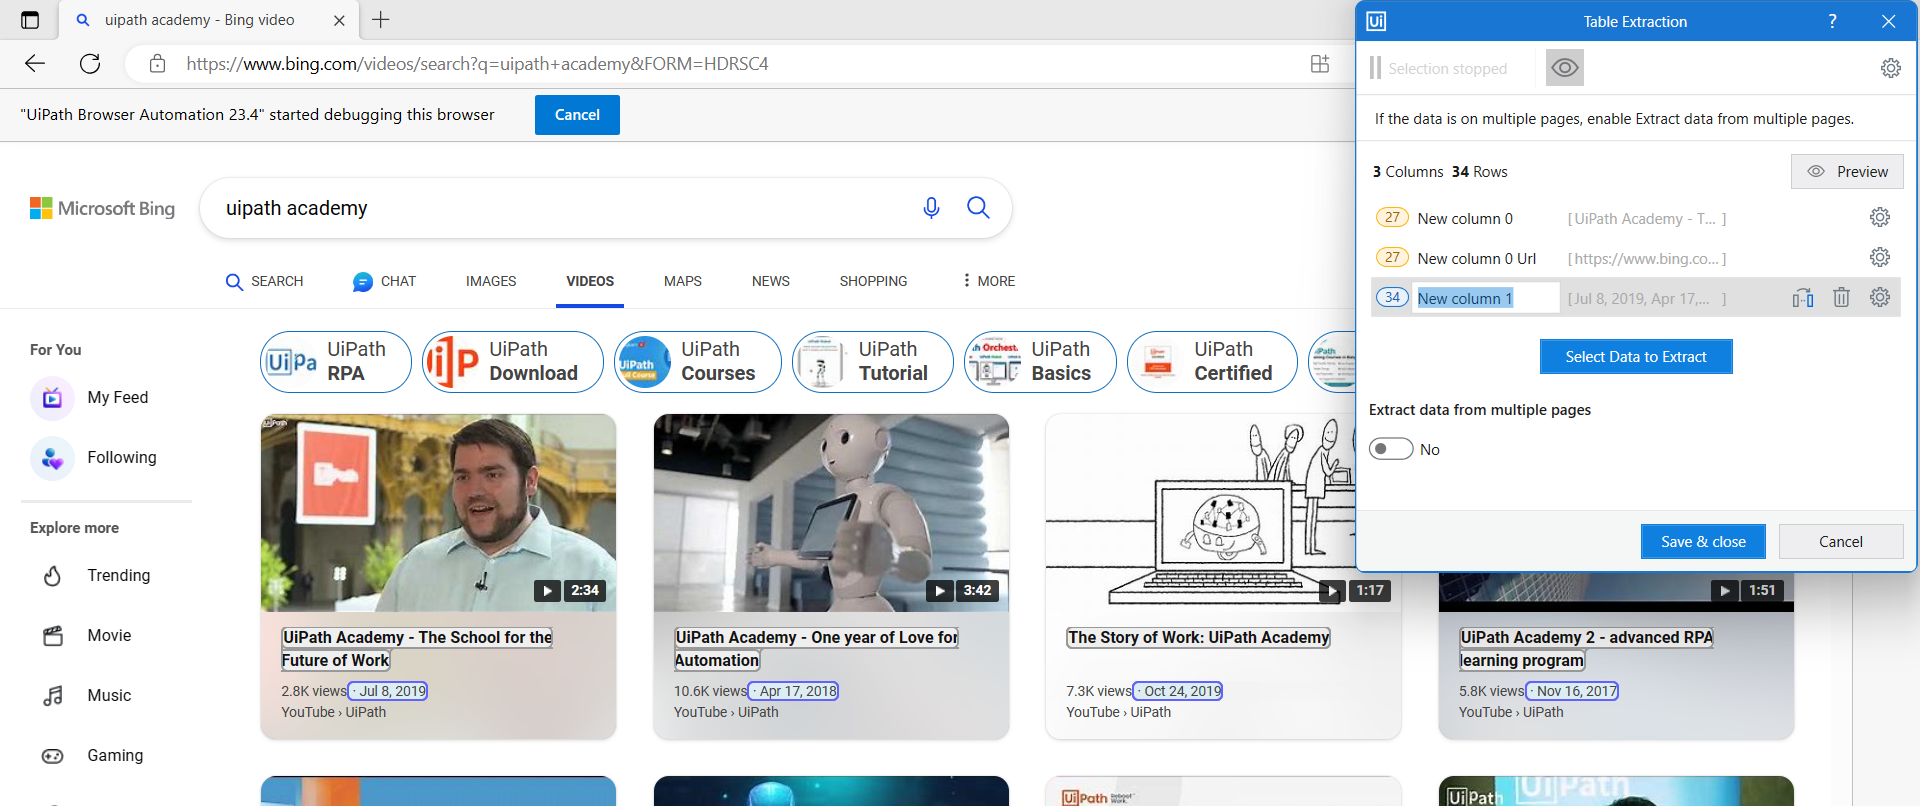 uipath academy - Bing video
https://www.bing.com/videos/search?q=uipath+academy&FORM=HDRSC4
"UiPath Browser Automation 23.4" started debugging this browser
Cancel
Microsoft Bing
uipath academy
SEARCH
CHAT
IMAGES
VIDEOS
MAPS
NEWS
SHOPPING
MORE
For You
My Feed
Following
Explore more
Trending
Movie
Music
Gaming
UiPath
RPA
UiPath
Download
UiPath
Courses
UiPath
Tutorial
UiPath
Basics
UiPath
Certified
2:34
UiPath Academy - The School for the
Future of Work
2.8K views · Jul 8, 2019
YouTube › UiPath
3:42
UiPath Academy - One year of Love for
Automation
10.6K views · Apr 17, 2018
YouTube › UiPath
1:17
The Story of Work: UiPath Academy
7.3K views · Oct 24, 2019
YouTube › UiPath
1:51
UiPath Academy 2 - advanced RPA
learning program
5.8K views · Nov 16, 2017
YouTube › UiPath
UiPath
UiPath
UiPath
Ui
Table Extraction
?
Selection stopped
If the data is on multiple pages, enable Extract data from multiple pages.
3 Columns 34 Rows
Preview
27 New column 0 [UiPath Academy - T... ]
27 New column 0 Url [https://www.bing.co... ]
34 New column 1 [Jul 8, 2019, Apr 17,... ]
Select Data to Extract
Extract data from multiple pages
No
Save & close
Cancel